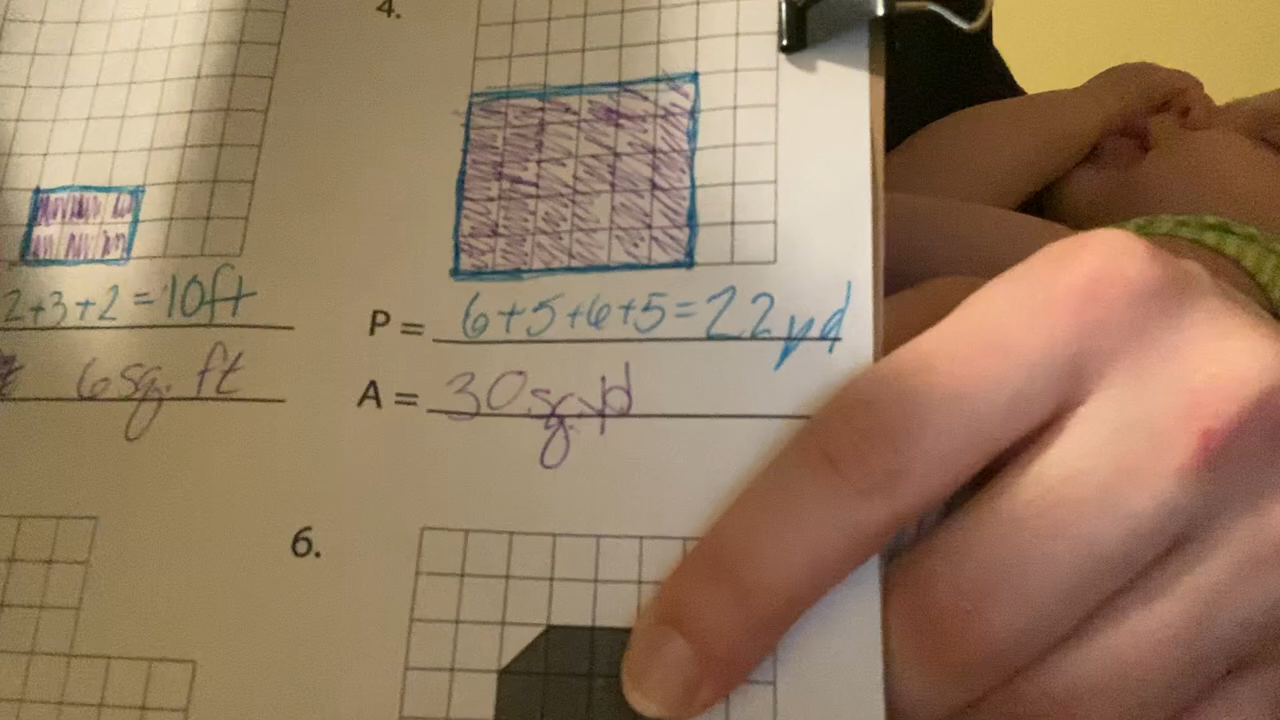 4.
2+3+2=10ft
6sq. ft
P = 6+5+6+5=22yd
A = 30sq.yd
6.